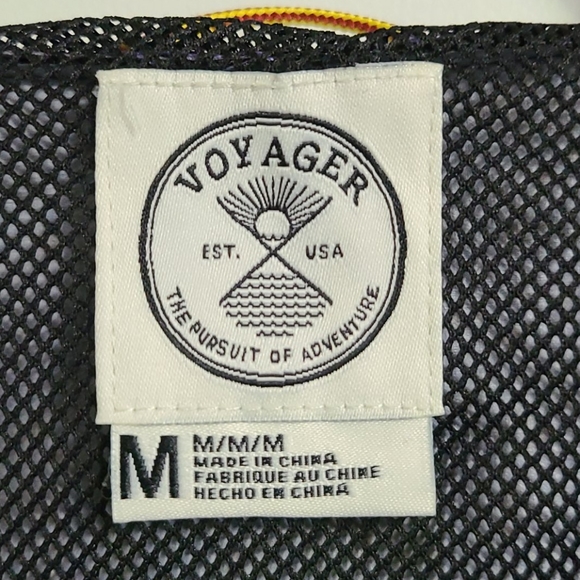 VOYAGER
EST. USA
THE PURSUIT OF ADVENTURE
M
M/M/M
MADE IN CHINA
FABRIQUE AU CHINE
HECHO EN CHINA